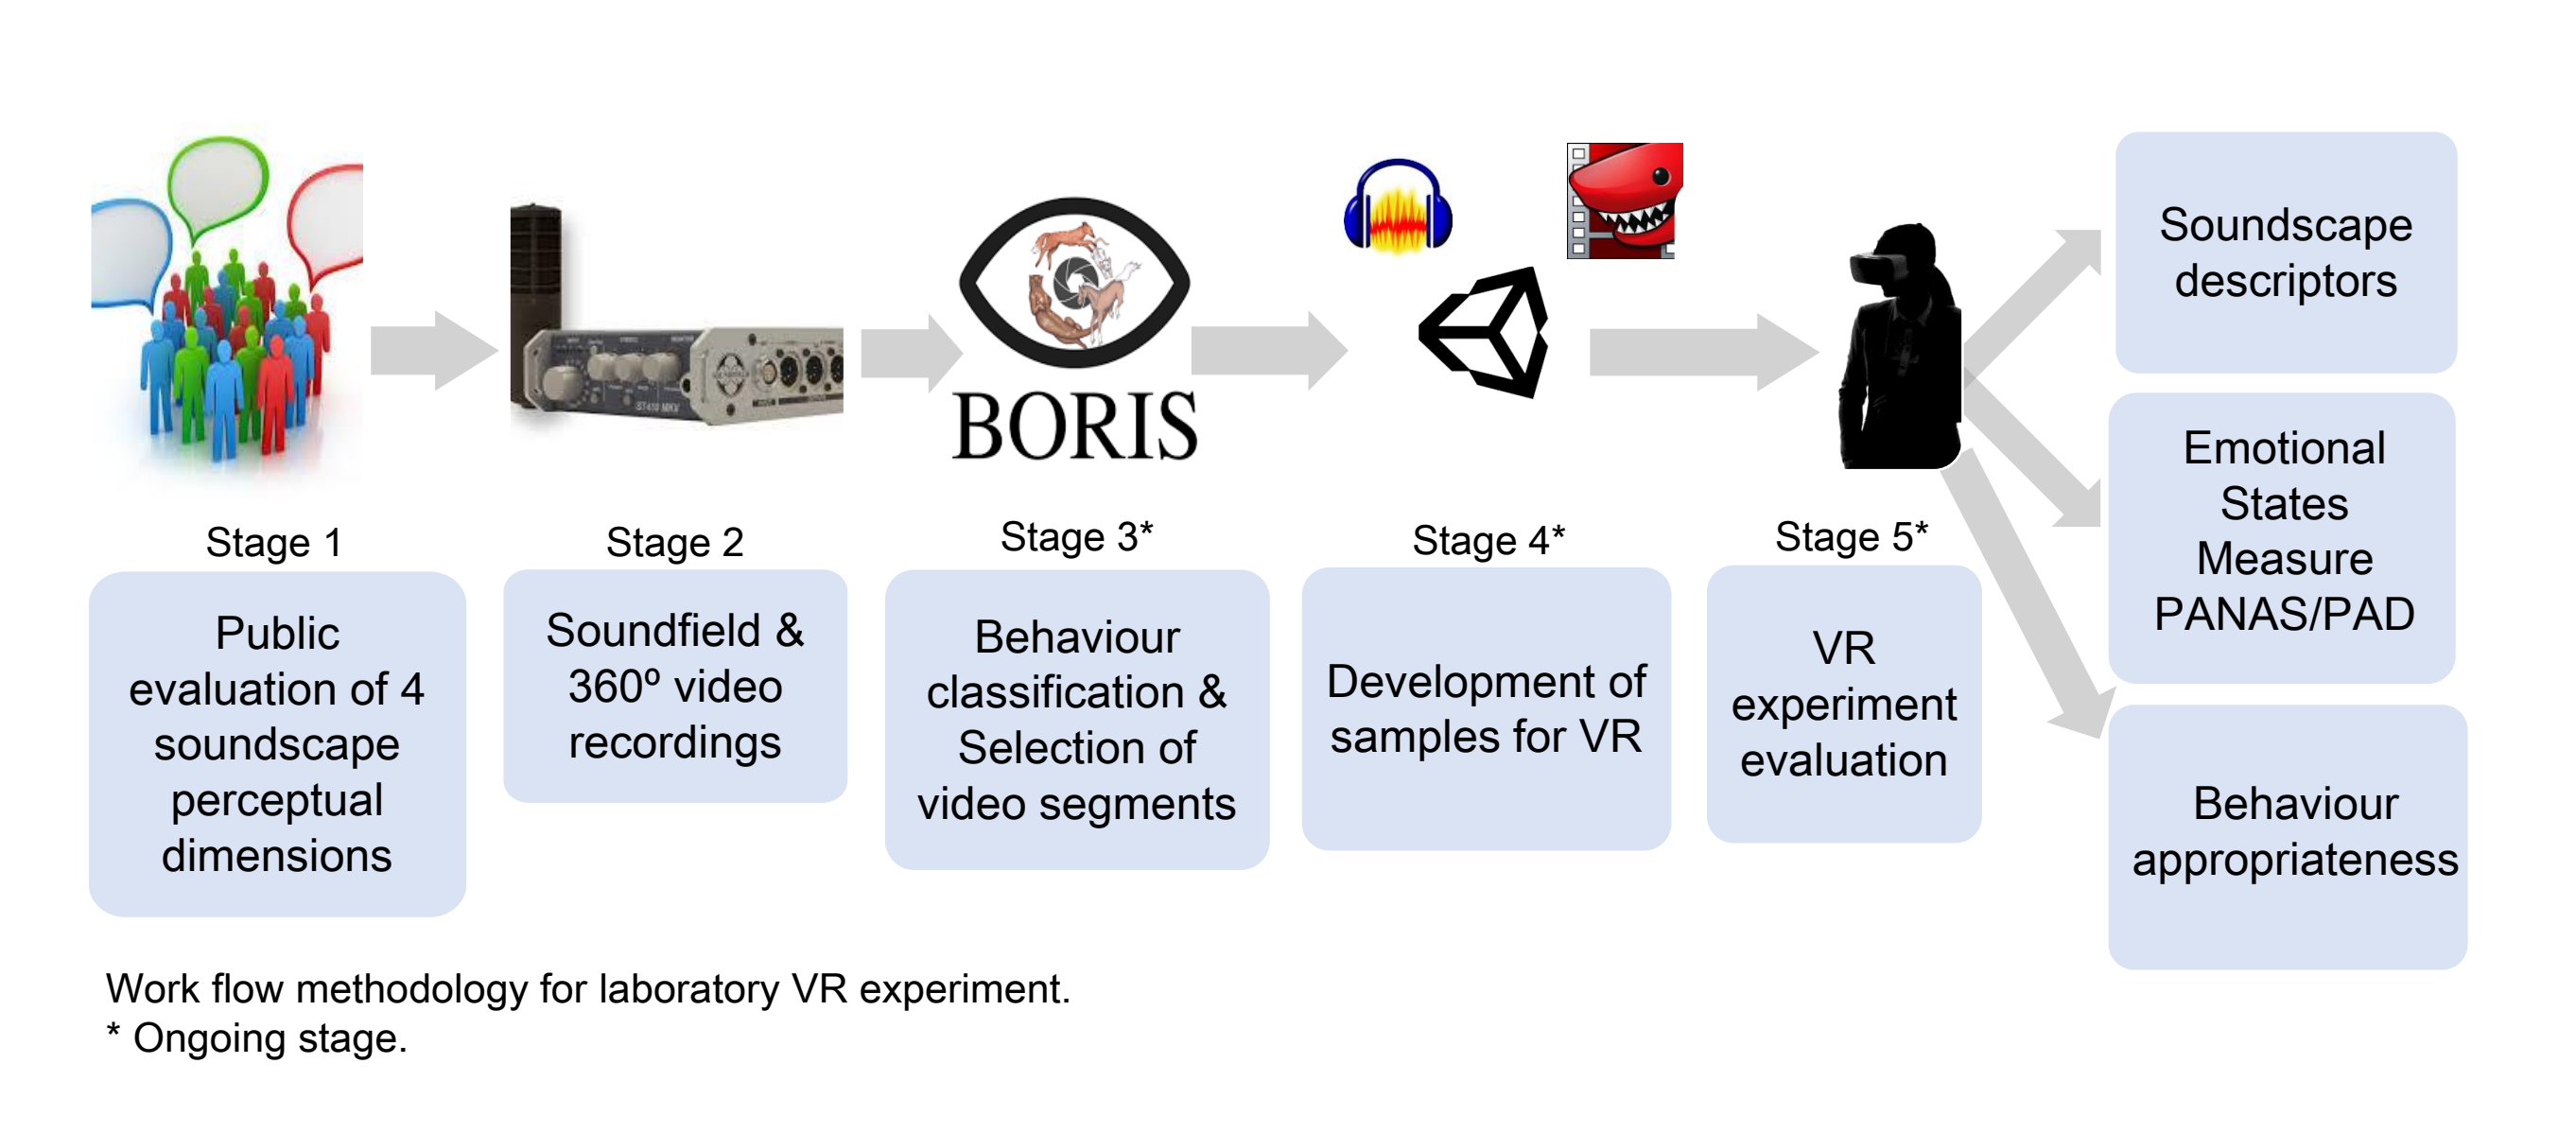 BORIS
ST410 MKV
Stage 1
Stage 2
Stage 3*
Stage 4*
Stage 5*
Public
evaluation of 4
soundscape
perceptual
dimensions
Soundfield &
360º video
recordings
Behaviour
classification &
Selection of
video segments
Development of
samples for VR
VR
experiment
evaluation
Soundscape
descriptors
Emotional
States
Measure
PANAS/PAD
Behaviour
appropriateness
Work flow methodology for laboratory VR experiment.
* Ongoing stage.